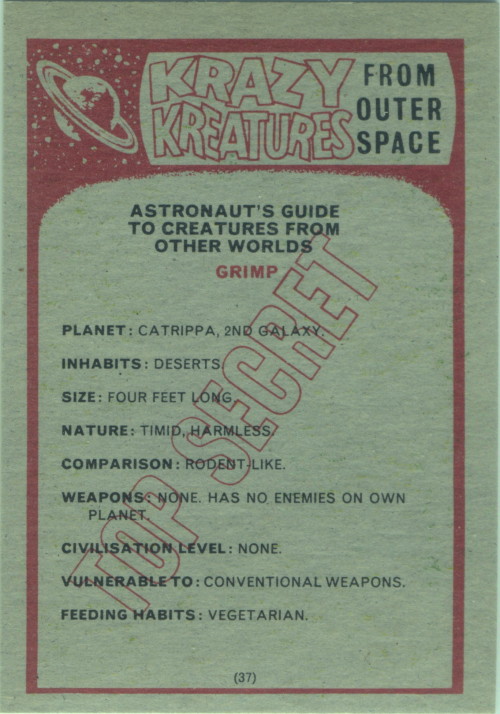 KRAZY
KREATURES
FROM
OUTER
SPACE
ASTRONAUT'S GUIDE
TO CREATURES FROM
OTHER WORLDS
GRIMP
PLANET: CATRIPPA, 2ND GALAXY.
INHABITS: DESERTS.
SIZE: FOUR FEET LONG.
NATURE: TIMID, HARMLESS.
COMPARISON: RODENT-LIKE.
WEAPONS: NONE. HAS NO ENEMIES ON OWN
PLANET.
CIVILISATION LEVEL: NONE.
VULNERABLE TO: CONVENTIONAL WEAPONS.
FEEDING HABITS: VEGETARIAN.
TOP SECRET
(37)